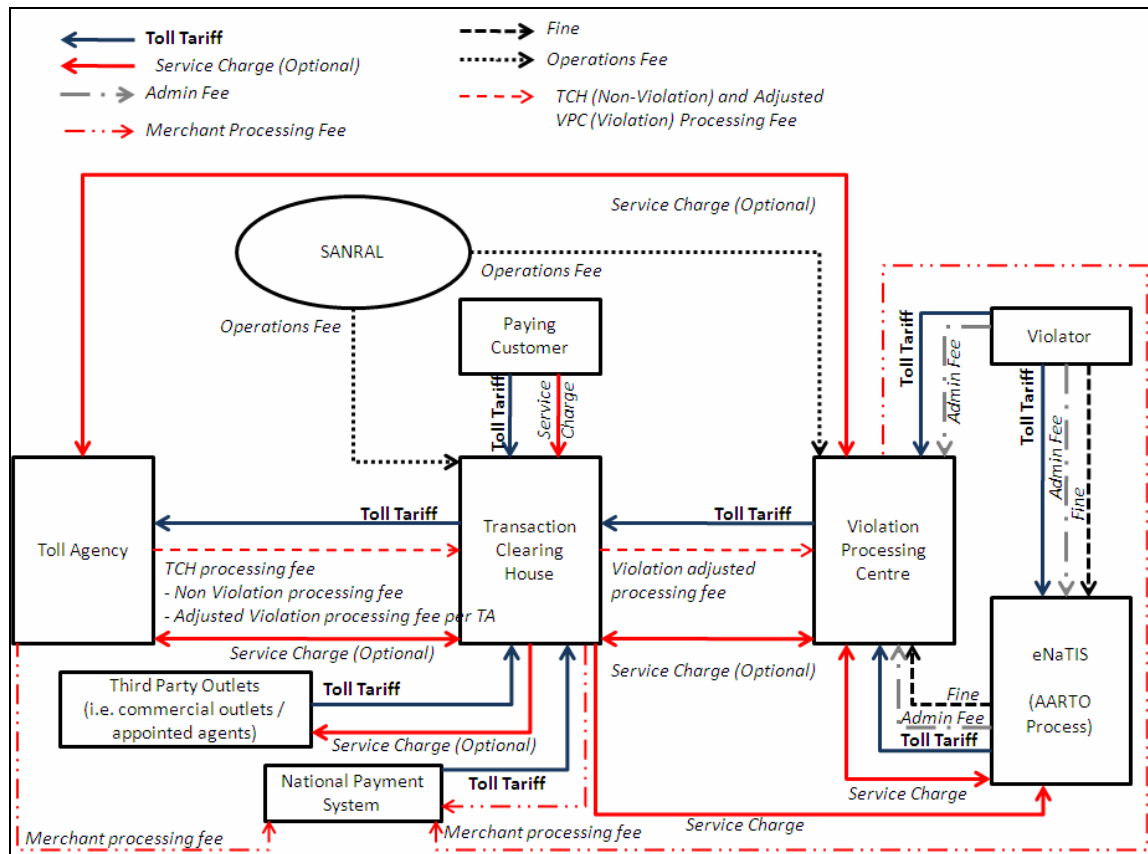 Toll Tariff
Service Charge (Optional)
Admin Fee
Merchant Processing Fee
Fine
Operations Fee
TCH (Non-Violation) and Adjusted
VPC (Violation) Processing Fee
Service Charge (Optional)
SANRAL
Operations Fee
Operations Fee
Paying
Customer
Violator
Toll Tariff
Service
Charge
Toll Tariff
Admin Fee
Toll Tariff
Admin Fee
Fine
Toll Agency
Toll Tariff
Transaction
Clearing
House
Toll Tariff
Violation
Processing
Centre
TCH processing fee
- Non Violation processing fee
- Adjusted Violation processing fee per TA
Violation adjusted
processing fee
Service Charge (Optional)
Service Charge (Optional)
eNaTIS
(AARTO
Process)
Fine
Admin Fee
Toll Tariff
Third Party Outlets
(i.e. commercial outlets /
appointed agents)
Toll Tariff
Service Charge (Optional)
National Payment
System
Toll Tariff
Service Charge
Service Charge
Merchant processing fee
Merchant processing fee